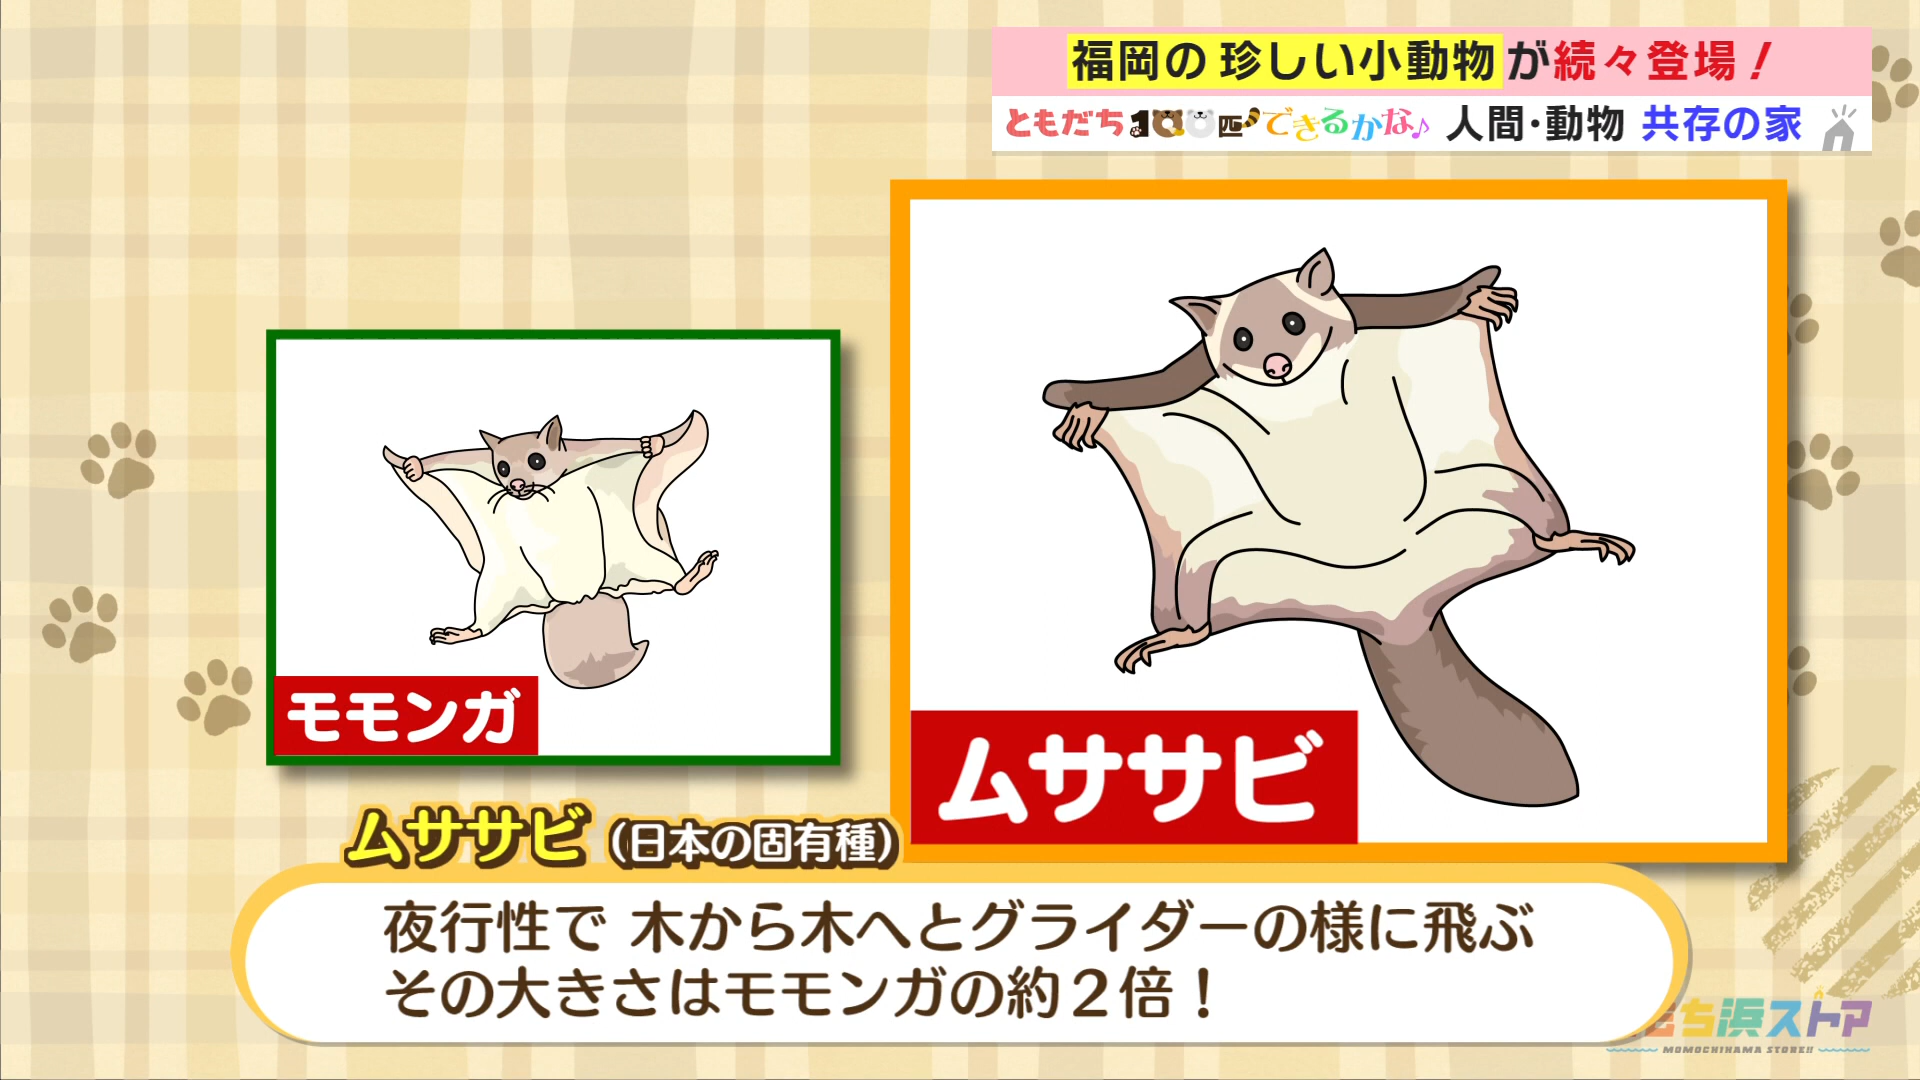 福岡の 珍しい小動物が続々登場！
ともだち100匹できるかな♪ 人間・動物 共存の家
モモンガ
ムササビ
ムササビ（日本の固有種）
夜行性で 木から木へとグライダーの様に飛ぶ
その大きさはモモンガの約２倍！
もち浜ストア
MOMOCHIHAMA STORE!!